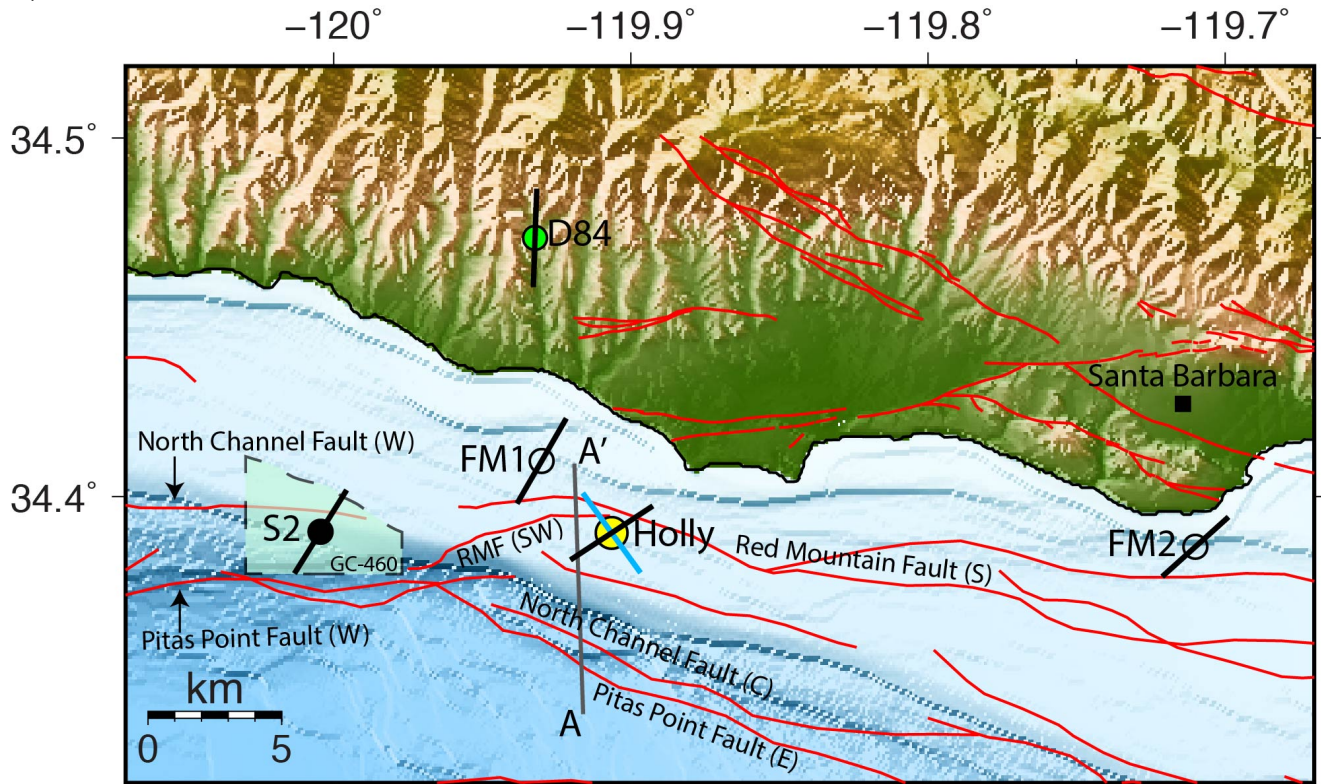 −120° −119.9° −119.8° −119.7°
34.5°
D84
Santa Barbara
North Channel Fault (W)
FM1 A'
34.4°
S2 Holly
RMF (SW) Red Mountain Fault (S) FM2
GC-460
Pitas Point Fault (W)
North Channel Fault (C)
km
Pitas Point Fault (E)
A
0 5